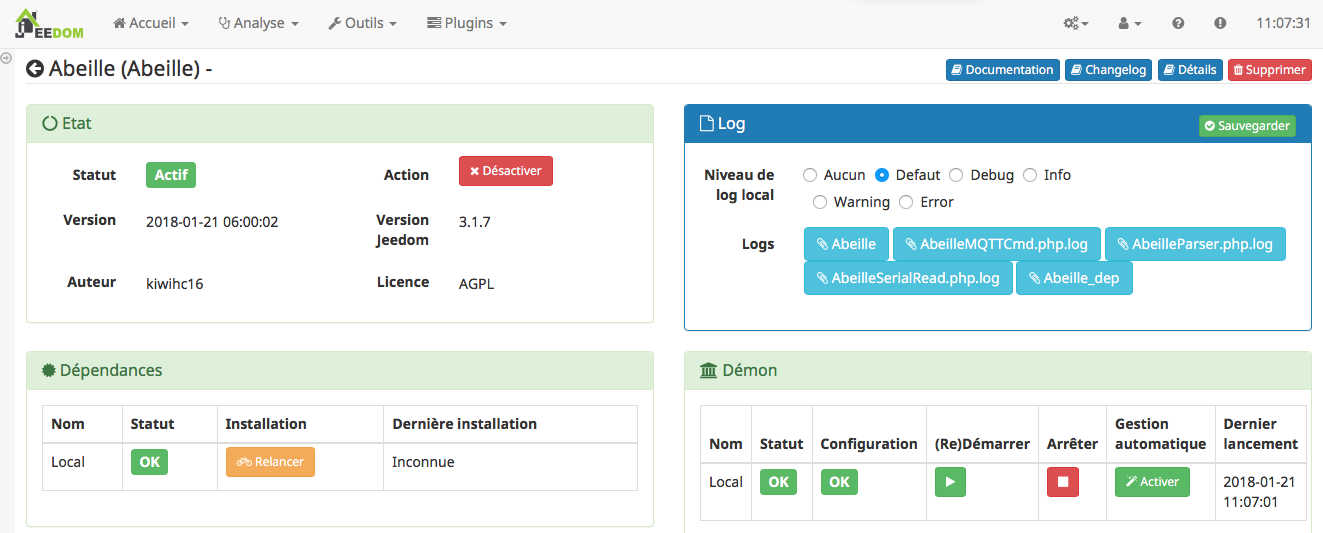 JEEDOM Accueil Analyse Outils Plugins 11:07:31
Abeille (Abeille) - Documentation Changelog Détails Supprimer
Etat
Statut Actif Action Désactiver
Version 2018-01-21 06:00:02 Version Jeedom 3.1.7
Auteur kiwihc16 Licence AGPL
Log Sauvegarder
Niveau de log local Aucun Defaut Debug Info
Warning Error
Logs Abeille AbeilleMQTTCmd.php.log AbeilleParser.php.log
AbeilleSerialRead.php.log Abeille_dep
Dépendances
Nom Statut Installation Dernière installation
Local OK Relancer Inconnue
Démon
Nom Statut Configuration (Re)Démarrer Arrêter Gestion automatique Dernier lancement
Local OK OK Activer 2018-01-21 11:07:01